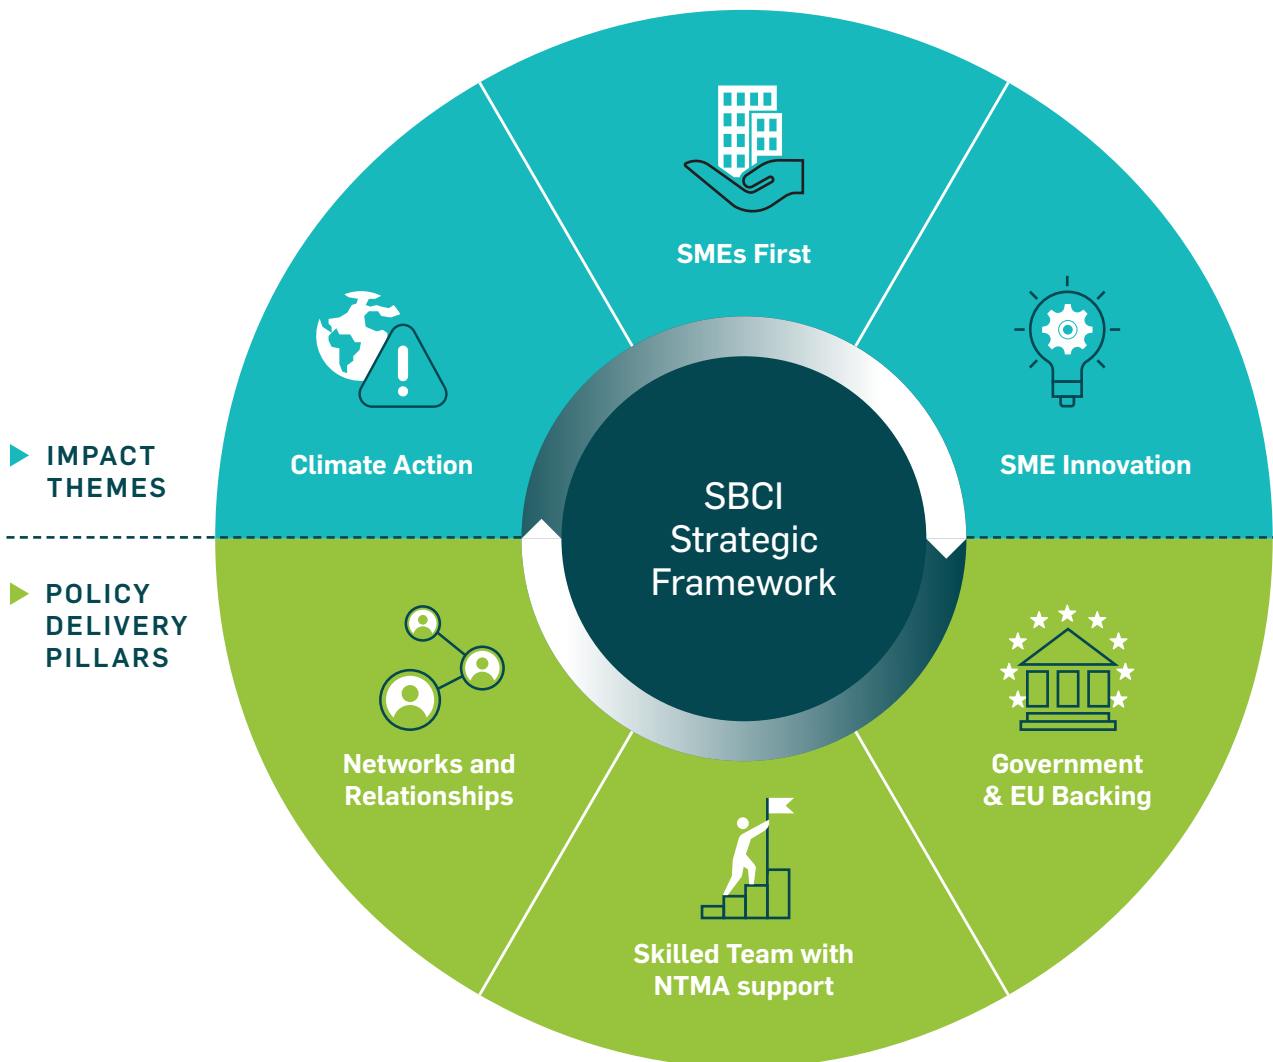 SMEs First
Climate Action
SME Innovation
IMPACT
THEMES
SBCI
Strategic
Framework
POLICY
DELIVERY
PILLARS
Networks and
Relationships
Government
& EU Backing
Skilled Team with
NTMA support